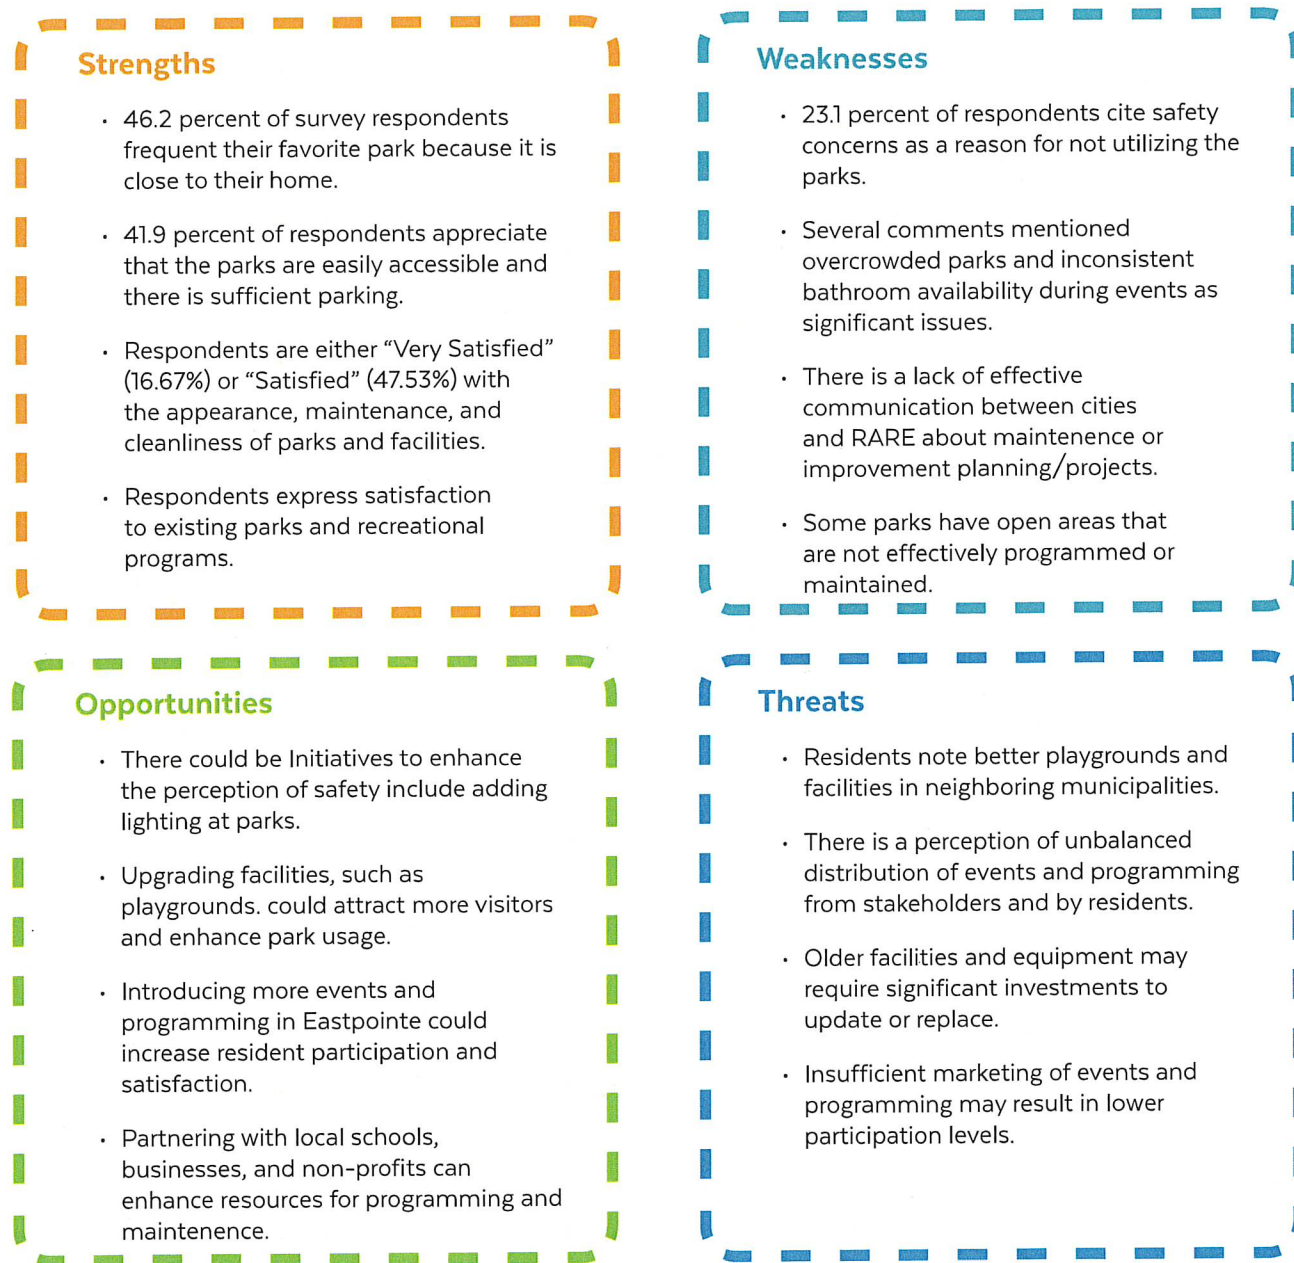 Strengths
· 46.2 percent of survey respondents
frequent their favorite park because it is
close to their home.
· 41.9 percent of respondents appreciate
that the parks are easily accessible and
there is sufficient parking.
· Respondents are either “Very Satisfied”
(16.67%) or “Satisfied” (47.53%) with
the appearance, maintenance, and
cleanliness of parks and facilities.
· Respondents express satisfaction
to existing parks and recreational
programs.
Weaknesses
· 23.1 percent of respondents cite safety
concerns as a reason for not utilizing the
parks.
· Several comments mentioned
overcrowded parks and inconsistent
bathroom availability during events as
significant issues.
· There is a lack of effective
communication between cities
and RARE about maintenence or
improvement planning/projects.
· Some parks have open areas that
are not effectively programmed or
maintained.
Opportunities
· There could be Initiatives to enhance
the perception of safety include adding
lighting at parks.
· Upgrading facilities, such as
playgrounds. could attract more visitors
and enhance park usage.
· Introducing more events and
programming in Eastpointe could
increase resident participation and
satisfaction.
· Partnering with local schools,
businesses, and non-profits can
enhance resources for programming and
maintenence.
Threats
· Residents note better playgrounds and
facilities in neighboring municipalities.
· There is a perception of unbalanced
distribution of events and programming
from stakeholders and by residents.
· Older facilities and equipment may
require significant investments to
update or replace.
· Insufficient marketing of events and
programming may result in lower
participation levels.